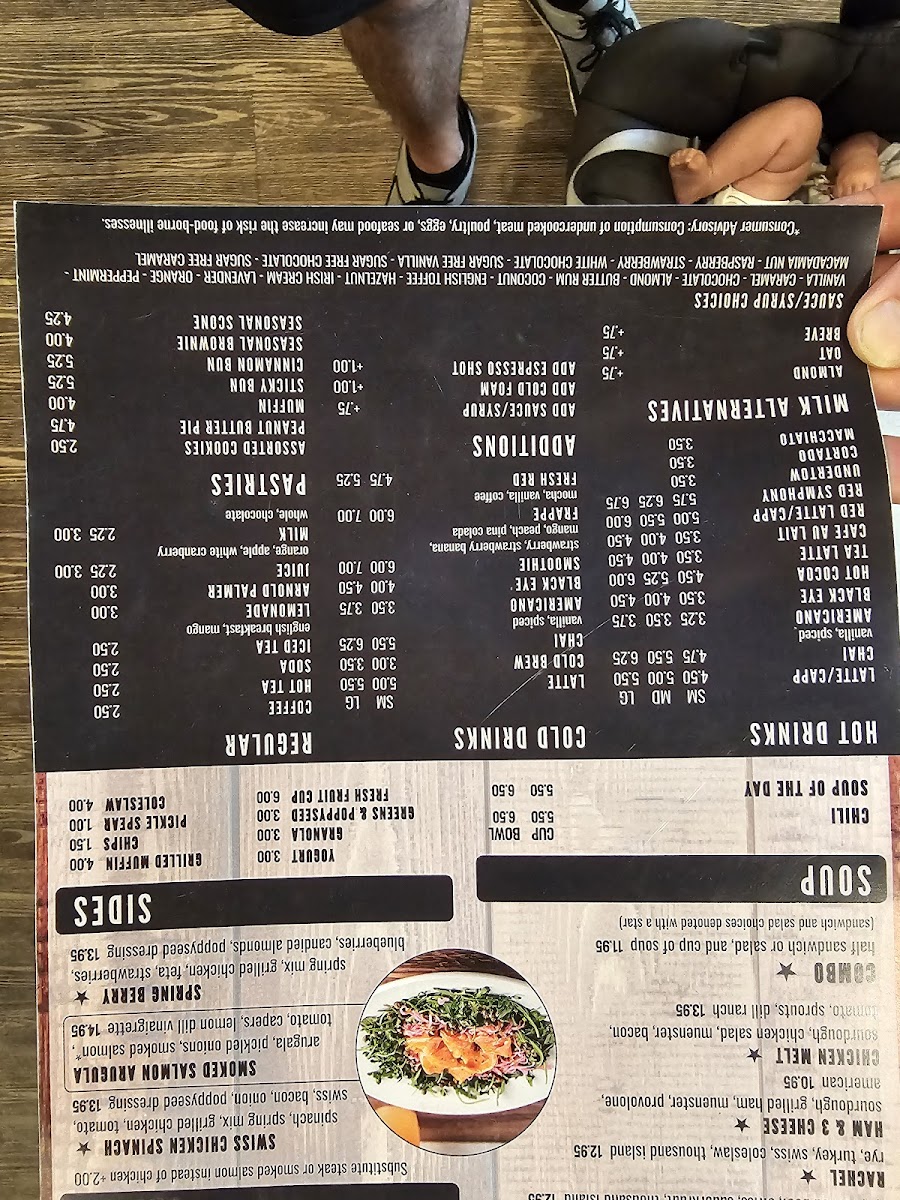 thousand island 12.95
RACHEL ★
rye, turkey, swiss, coleslaw, thousand island 12.95
HAM & 3 CHEESE ★
sourdough, grilled ham, muenster, provolone,
american 10.95
CHICKEN MELT ★
sourdough, chicken salad, muenster, bacon,
tomato, sprouts, dill ranch 13.95
COMBO ★
half sandwich or salad, and cup of soup 11.95
(sandwich and salad choices denoted with a star)
Substitute steak or smoked salmon instead of chicken +2.00
SWISS CHICKEN SPINACH ★
spinach, spring mix, grilled chicken, tomato,
swiss, bacon, onion, poppyseed dressing 13.95
SMOKED SALMON ARUGULA
arugula, pickled onions, smoked salmon*,
tomato, capers, lemon dill vinaigrette 14.95
SPRING BERRY ★
spring mix, grilled chicken, feta, strawberries,
blueberries, candied almonds, poppyseed dressing 13.95
SOUP
CUP BOWL
CHILI 5.50 6.50
SOUP OF THE DAY 5.50 6.50
SIDES
YOGURT 3.00
GRANOLA 3.00
GREENS & POPPYSEED 3.00
FRESH FRUIT CUP 6.00
GRILLED MUFFIN 4.00
CHIPS 1.50
PICKLE SPEAR 1.00
COLESLAW 4.00
HOT DRINKS
SM MD LG
LATTE/CAPP 4.50 5.00 5.50
CHAI 4.75 5.50 6.25
vanilla, spiced
AMERICANO 3.25 3.50 3.75
BLACK EYE 3.50 4.00 4.50
HOT COCOA 4.50 5.25 6.00
TEA LATTE 3.50 4.00 4.50
CAFE AU LAIT 3.50 4.00 4.50
RED LATTE/CAPP 5.00 5.50 6.00
RED SYMPHONY 5.75 6.25 6.75
UNDERTOW 3.50
CORTADO 3.50
MACCHIATO 3.50
MILK ALTERNATIVES
ALMOND +.75
OAT +.75
BREVE +.75
COLD DRINKS
SM LG
LATTE 5.00 5.50
COLD BREW 3.00 3.50
CHAI 5.50 6.25
vanilla, spiced
AMERICANO 3.50 3.75
BLACK EYE 4.00 4.50
SMOOTHIE 6.00 7.00
strawberry, strawberry banana,
mango, peach, pina colada
FRAPPE 6.00 7.00
mocha, vanilla, coffee
FRESH RED 4.75 5.25
ADDITIONS
ADD SAUCE/SYRUP +.75
ADD COLD FOAM +1.00
ADD ESPRESSO SHOT +1.00
REGULAR
COFFEE 2.50
HOT TEA 2.50
SODA 2.50
ICED TEA 2.50
english breakfast, mango
LEMONADE 3.00
ARNOLD PALMER 3.00
JUICE 2.25 3.00
orange, apple, white cranberry
MILK 2.25 3.00
whole, chocolate
PASTRIES
ASSORTED COOKIES 2.50
PEANUT BUTTER PIE 4.75
MUFFIN 4.00
STICKY BUN 5.25
CINNAMON BUN 5.25
SEASONAL BROWNIE 4.00
SEASONAL SCONE 4.25
SAUCE/SYRUP CHOICES
VANILLA - CARAMEL - CHOCOLATE - ALMOND - BUTTER RUM - COCONUT - ENGLISH TOFFEE - HAZELNUT - IRISH CREAM - LAVENDER - ORANGE - PEPPERMINT -
MACADAMIA NUT - RASPBERRY - STRAWBERRY - WHITE CHOCOLATE - SUGAR FREE VANILLA - SUGAR FREE CHOCOLATE - SUGAR FREE CARAMEL
*Consumer Advisory: Consumption of undercooked meat, poultry, eggs, or seafood may increase the risk of food-borne illnesses.